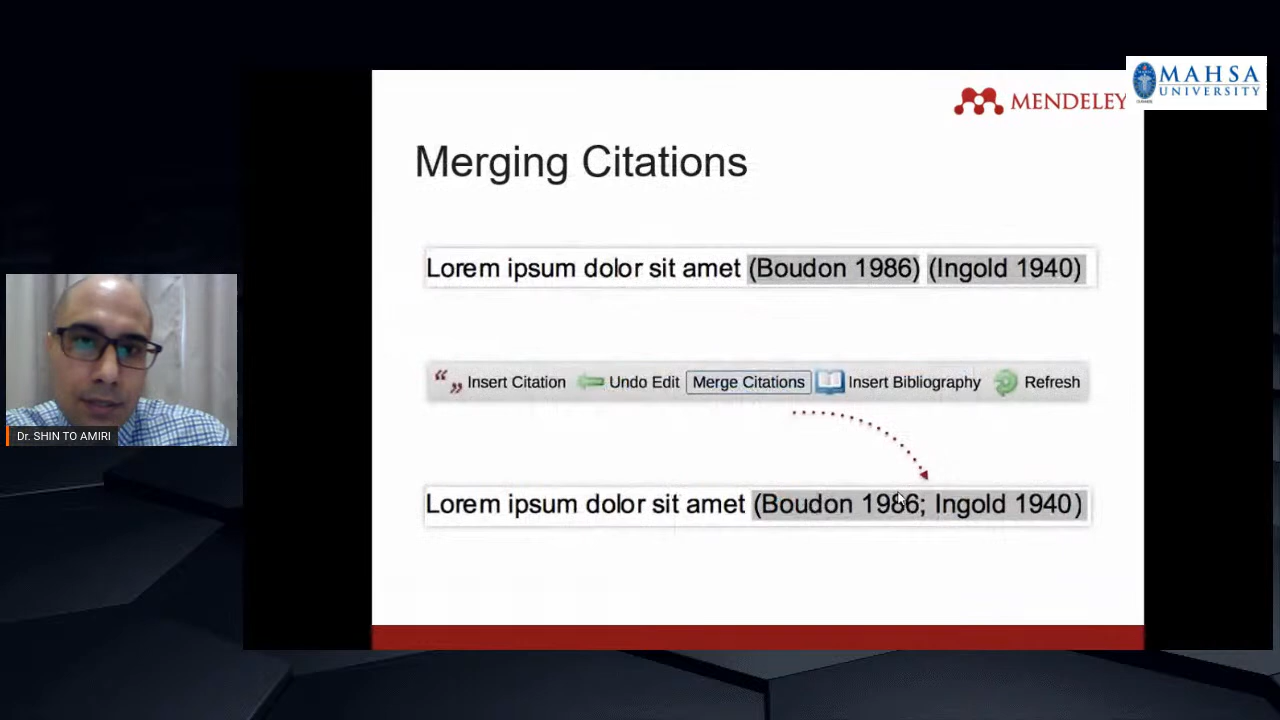 MAHSA
UNIVERSITY
MENDELEY
Merging Citations
Lorem ipsum dolor sit amet (Boudon 1986) (Ingold 1940)
“ „ Insert Citation Undo Edit Merge Citations Insert Bibliography Refresh
Lorem ipsum dolor sit amet (Boudon 1986; Ingold 1940)
Dr. SHIN TO AMIRI